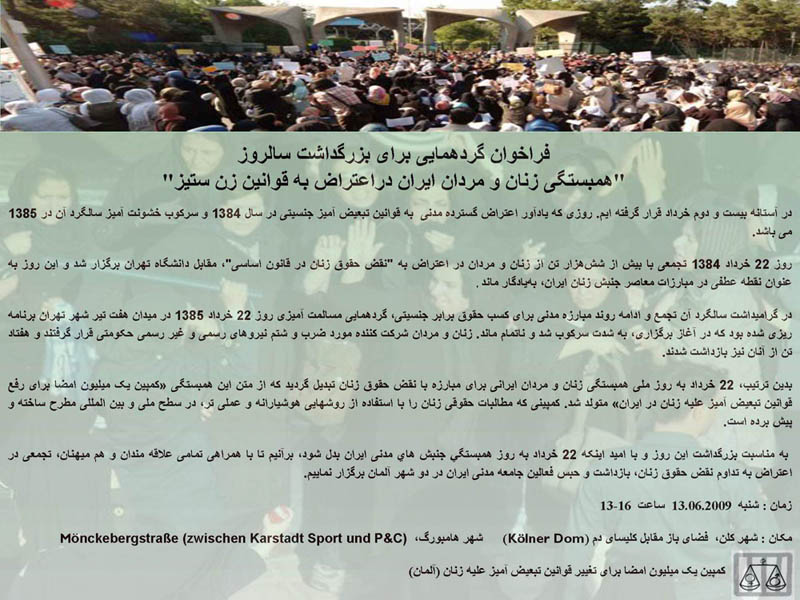 فراخوان گردهمایی برای بزرگداشت سالروز
"همبستگی زنان و مردان ایران دراعتراض به قوانین زن ستیز"
در آستانه بیست و دوم خرداد قرار گرفته ایم. روزی که یادآور اعتراض گسترده مدنی به قوانین تبعیض آمیز جنسیتی در سال 1384 و سرکوب خشونت آمیز سالگرد آن در 1385
می باشد.
روز 22 خرداد 1384 تجمعی با بیش از شش‌هزار تن از زنان و مردان در اعتراض به "نقض حقوق زنان در قانون اساسی"، مقابل دانشگاه تهران برگزار شد و این روز به
عنوان نقطه عطفی در مبارزات معاصر جنبش زنان ایران، به‌یادگار ماند .
در گرامیداشت سالگرد آن تجمع و ادامه روند مبارزه مدنی برای کسب حقوق برابر جنسیتی، گردهمایی مسالمت آمیزی روز 22 خرداد 1385 در میدان هفت تیر شهر تهران برنامه
ریزی شده بود که در آغاز برگزاری، به شدت سرکوب شد و ناتمام ماند. زنان و مردان شرکت کننده مورد ضرب و شتم نیروهای رسمی و غیر رسمی حکومتی قرار گرفتند و هفتاد
تن از آنان نیز بازداشت شدند.
بدین ترتیب، 22 خرداد به روز ملی همبستگی زنان و مردان ایرانی برای مبارزه با نقض حقوق زنان تبدیل گردید که از متن این همبستگی «کمپین یک میلیون امضا برای رفع
قوانین تبعیض آمیز علیه زنان در ایران» متولد شد. کمپینی که مطالبات حقوقی زنان را با استفاده از روشهایی هوشیارانه و عملی تر، در سطح ملی و بین المللی مطرح ساخته و
پیش برده است.
به مناسبت بزرگداشت این روز و با امید اینکه 22 خرداد به روز همبستگي جنبش هاي مدنی ایران بدل شود، برآنیم تا با همراهی تمامی علاقه مندان و هم میهنان، تجمعی در
اعتراض به تداوم نقض حقوق زنان، بازداشت و حبس فعالین جامعه مدنی ایران در دو شهر آلمان برگزار نماییم.
زمان : شنبه 13.06.2009 ساعت 13-16
مکان : شهر کلن، فضای باز مقابل کلیسای دم (Kölner Dom) شهر هامبورگ، Mönckebergstraße (zwischen Karstadt Sport und P&C)
کمپین یک میلیون امضا برای تغییر قوانین تبعیض آمیز علیه زنان (آلمان)